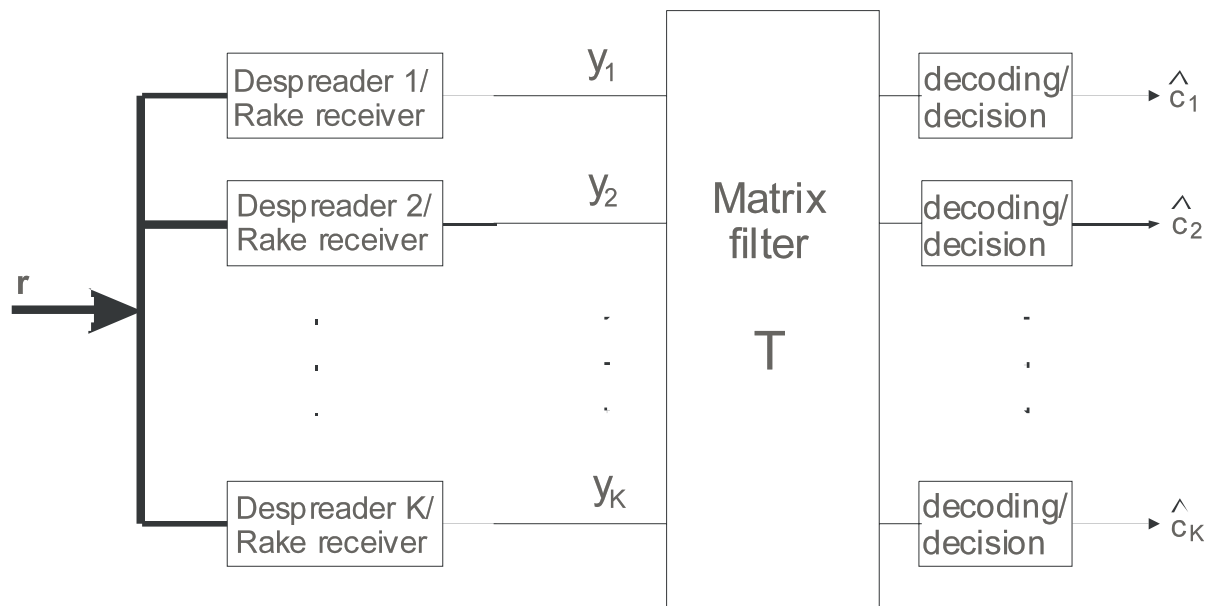 Despreader 1/
Rake receiver
y1
decoding/
decision
ĉ1
Despreader 2/
Rake receiver
y2
Matrix
filter
T
decoding/
decision
ĉ2
r
Despreader K/
Rake receiver
yK
decoding/
decision
ĉK